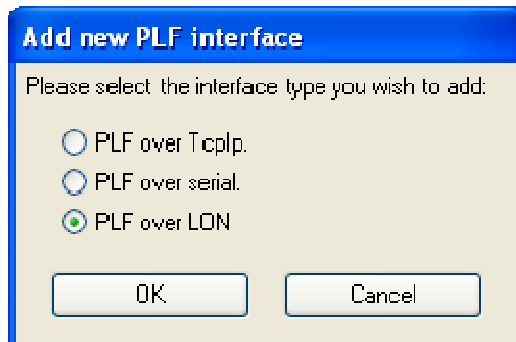 Add new PLF interface
Please select the interface type you wish to add:
PLF over TcpIp.
PLF over serial.
PLF over LON
OK Cancel